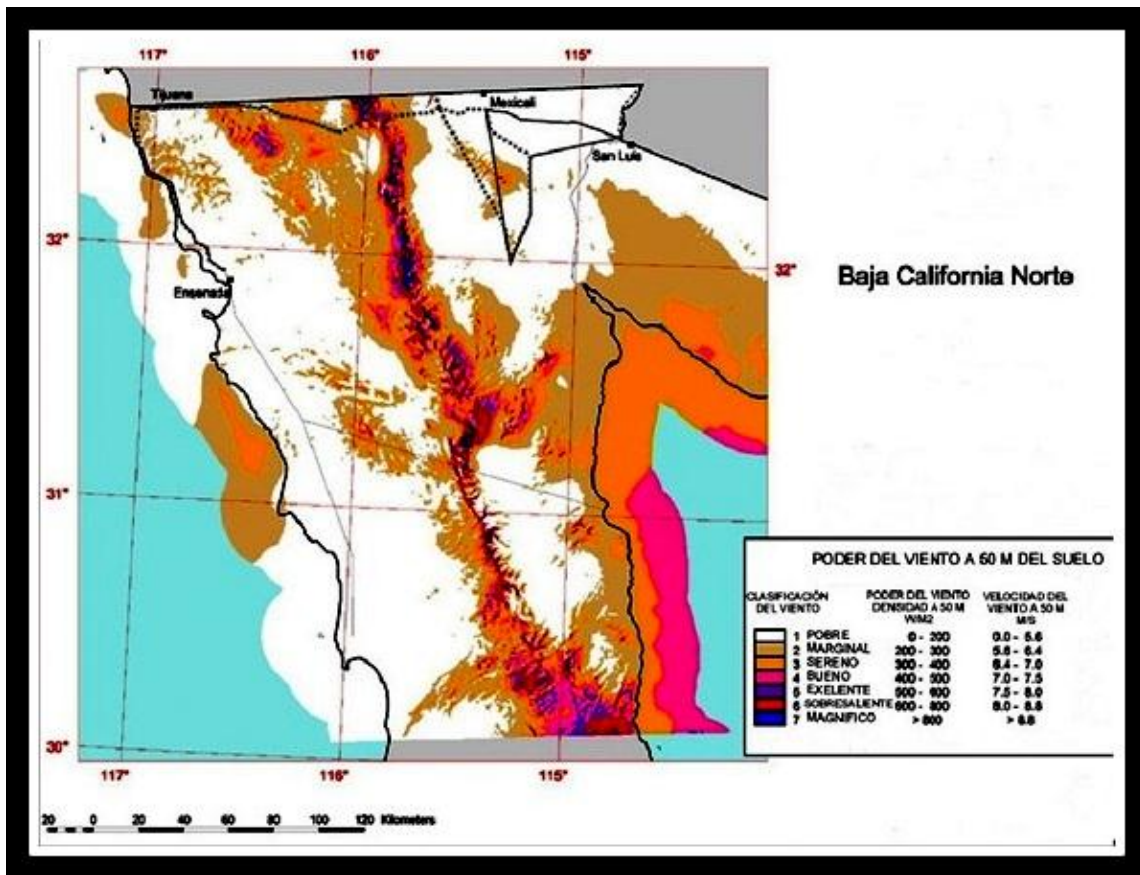 117° 116° 115°
Tijuana
Mexicali
San Luis
32° 32°
Baja California Norte
Ensenada
31°
PODER DEL VIENTO A 50 M DEL SUELO
CLASIFICACIÓN DEL VIENTO
PODER DEL VIENTO DENSIDAD A 50 M W/M2
VELOCIDAD DEL VIENTO A 50 M M/S
1 POBRE 0 - 200 0.0 - 5.6
2 MARGINAL 200 - 300 5.6 - 6.4
3 SERENO 300 - 400 6.4 - 7.0
4 BUENO 400 - 500 7.0 - 7.5
5 EXELENTE 500 - 600 7.5 - 8.0
6 SOBRESALIENTE 600 - 800 8.0 - 8.8
7 MAGNIFICO > 800 > 8.8
30°
117° 116° 115°
20 0 20 40 60 80 100 120 Kilometers